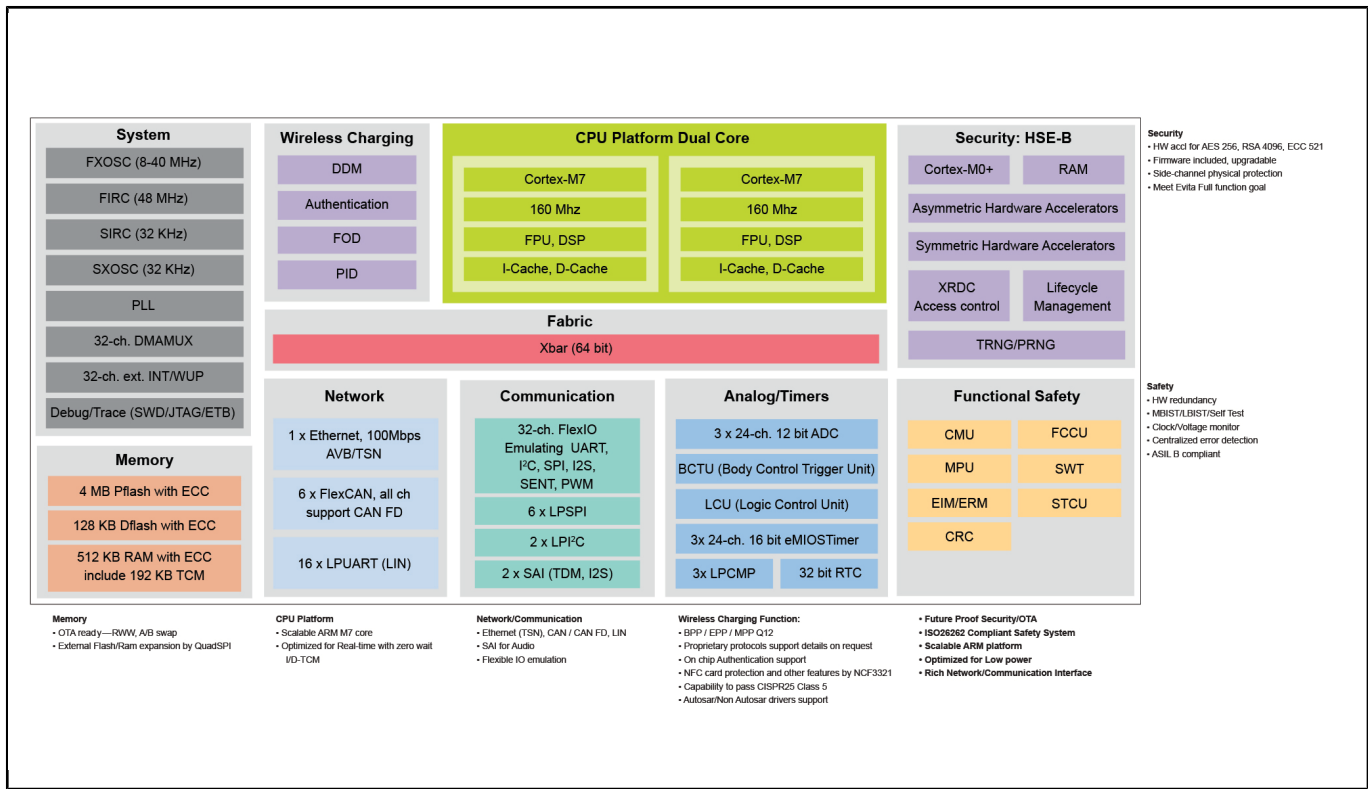 System
FXOSC (8-40 MHz)
FIRC (48 MHz)
SIRC (32 KHz)
SXOSC (32 KHz)
PLL
32-ch. DMAMUX
32-ch. ext. INT/WUP
Debug/Trace (SWD/JTAG/ETB)
Memory
4 MB Pflash with ECC
128 KB Dflash with ECC
512 KB RAM with ECC
include 192 KB TCM
Wireless Charging
DDM
Authentication
FOD
PID
CPU Platform Dual Core
Cortex-M7
160 Mhz
FPU, DSP
I-Cache, D-Cache
Cortex-M7
160 Mhz
FPU, DSP
I-Cache, D-Cache
Fabric
Xbar (64 bit)
Network
1 x Ethernet, 100Mbps
AVB/TSN
6 x FlexCAN, all ch
support CAN FD
16 x LPUART (LIN)
Communication
32-ch. FlexIO
Emulating UART,
I²C, SPI, I2S,
SENT, PWM
6 x LPSPI
2 x LPI²C
2 x SAI (TDM, I2S)
Analog/Timers
3 x 24-ch. 12 bit ADC
BCTU (Body Control Trigger Unit)
LCU (Logic Control Unit)
3x 24-ch. 16 bit eMIOSTimer
3x LPCMP
32 bit RTC
Security: HSE-B
Cortex-M0+
RAM
Asymmetric Hardware Accelerators
Symmetric Hardware Accelerators
XRDC
Access control
Lifecycle
Management
TRNG/PRNG
Functional Safety
CMU
FCCU
MPU
SWT
EIM/ERM
STCU
CRC
Security
• HW accl for AES 256, RSA 4096, ECC 521
• Firmware included, upgradable
• Side-channel physical protection
• Meet Evita Full function goal
Safety
• HW redundancy
• MBIST/LBIST/Self Test
• Clock/Voltage monitor
• Centralized error detection
• ASIL B compliant
Memory
• OTA ready—RWW, A/B swap
• External Flash/Ram expansion by QuadSPI
CPU Platform
• Scalable ARM M7 core
• Optimized for Real-time with zero wait
I/D-TCM
Network/Communication
• Ethernet (TSN), CAN / CAN FD, LIN
• SAI for Audio
• Flexible IO emulation
Wireless Charging Function:
• BPP / EPP / MPP Q12
• Proprietary protocols support details on request
• On chip Authentication support
• NFC card protection and other features by NCF3321
• Capability to pass CISPR25 Class 5
• Autosar/Non Autosar drivers support
• Future Proof Security/OTA
• ISO26262 Compliant Safety System
• Scalable ARM platform
• Optimized for Low power
• Rich Network/Communication Interface